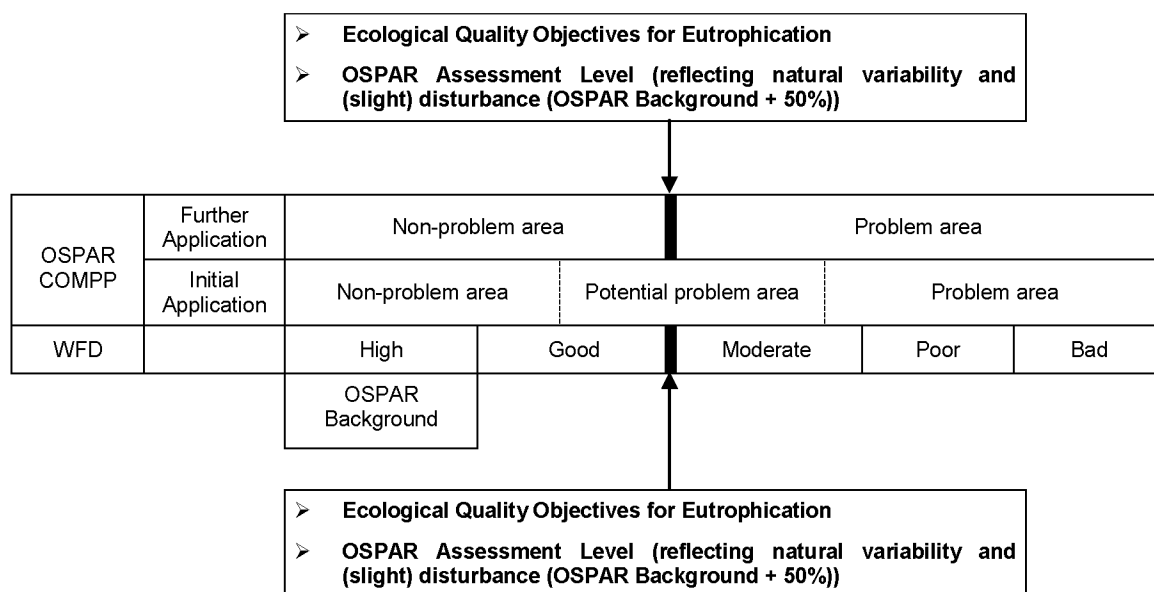 ➢ Ecological Quality Objectives for Eutrophication
➢ OSPAR Assessment Level (reflecting natural variability and
(slight) disturbance (OSPAR Background + 50%))
OSPAR
COMPP
Further
Application
Non-problem area
Problem area
Initial
Application
Non-problem area
Potential problem area
Problem area
WFD
High
Good
Moderate
Poor
Bad
OSPAR
Background
➢ Ecological Quality Objectives for Eutrophication
➢ OSPAR Assessment Level (reflecting natural variability and
(slight) disturbance (OSPAR Background + 50%))